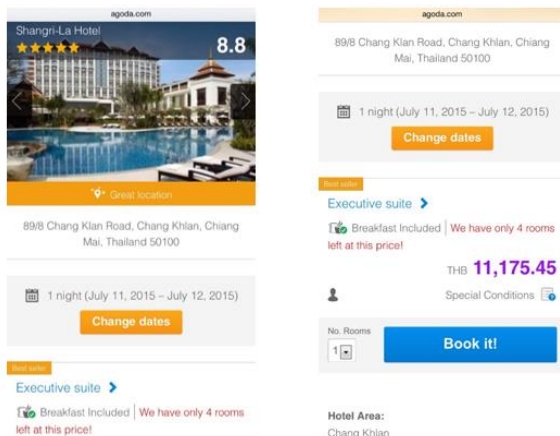 agoda.com
Shangri-La Hotel
8.8
Great location
89/8 Chang Klan Road, Chang Khlan, Chiang
Mai, Thailand 50100
1 night (July 11, 2015 – July 12, 2015)
Change dates
Best seller
Executive suite
Breakfast Included | We have only 4 rooms
left at this price!
agoda.com
89/8 Chang Klan Road, Chang Khlan, Chiang
Mai, Thailand 50100
1 night (July 11, 2015 – July 12, 2015)
Change dates
Best seller
Executive suite
Breakfast Included | We have only 4 rooms
left at this price!
THB 11,175.45
Special Conditions
No. Rooms
1
Book it!
Hotel Area:
Chang Khlan